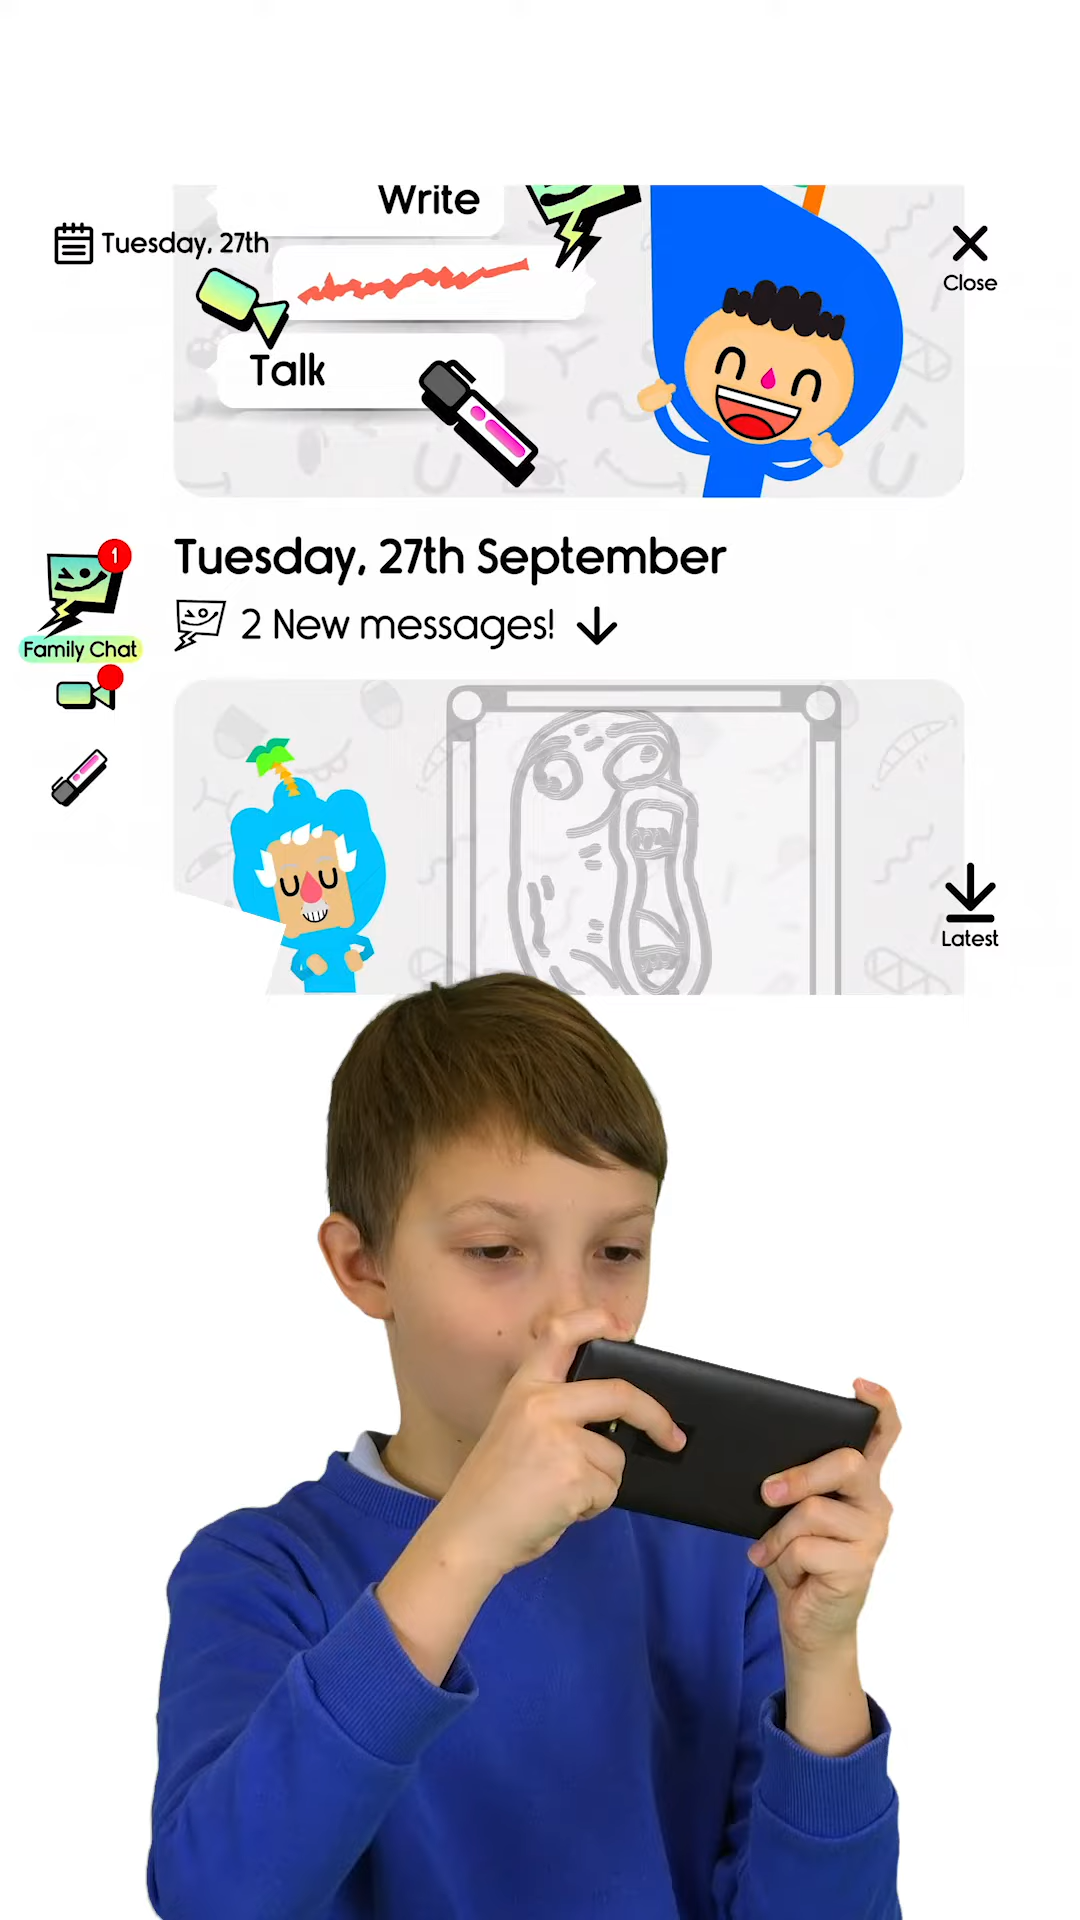 Write
Tuesday, 27th
Close
Talk
Tuesday, 27th September
1
2 New messages!
Family Chat
Latest